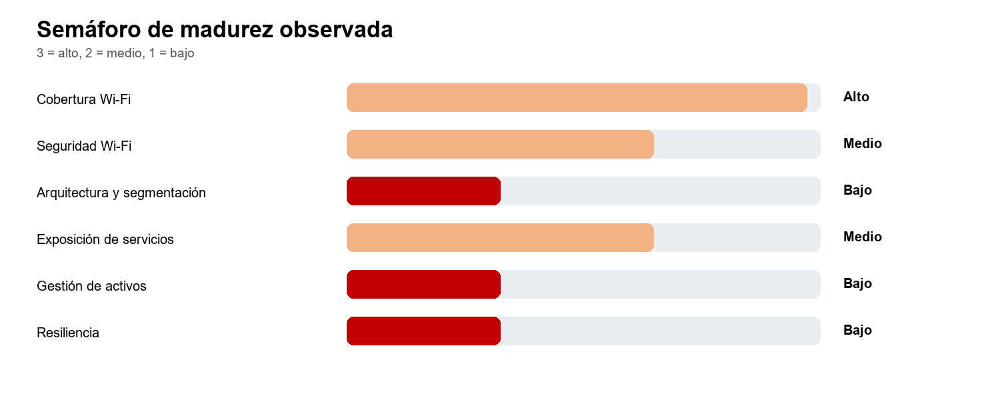 Semáforo de madurez observada
3 = alto, 2 = medio, 1 = bajo
Cobertura Wi-Fi Alto
Seguridad Wi-Fi Medio
Arquitectura y segmentación Bajo
Exposición de servicios Medio
Gestión de activos Bajo
Resiliencia Bajo